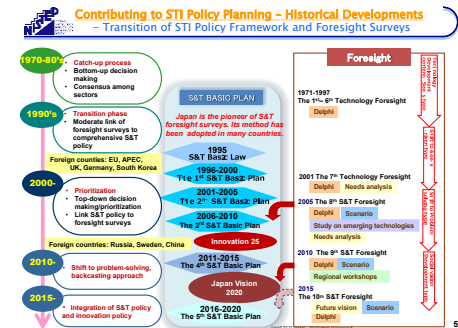 NISTEP
Contributing to STI Policy Planning – Historical Developments
– Transition of STI Policy Framework and Foresight Surveys
1970-80's
• Catch-up process
• Bottom-up decision
making
• Consensus among
sectors
1990's
Transition phase
• Moderate link of
foresight surveys to
comprehensive S&T
policy
Foreign counties: EU, APEC,
UK, Germany, South Korea
2000-
• Prioritization
• Top-down decision
making/prioritization
• Link S&T policy to
foresight surveys
Foreign countries: Russia, Sweden, China
2010-
• Shift to problem-solving,
backcasting approach
2015-
• Integration of S&T policy
and innovation policy
S&T BASIC PLAN
Japan is the pioneer of S&T
foresight surveys. Its method has
been adopted in many countries.
1995
S&T Basic Law
1996-2000
The 1st S&T Basic Plan
2001-2005
The 2nd S&T Basic Plan
2006-2010
The 3rd S&T Basic Plan
Innovation 25
2011-2015
The 4th S&T Basic Plan
Japan Vision
2020
2016-2020
The 5th S&T Basic Plan
Foresight
1971-1997
The 1st– 6th Technology Foresight
Delphi
2001 The 7th Technology Foresight
Delphi Needs analysis
2005 The 8th S&T Foresight
Delphi Scenario
Study on emerging technologies
Needs analysis
2010 The 9th S&T Foresight
Delphi Scenario
Regional workshops
2015
The 10th S&T Foresight
Future vision Scenario
Delphi
5